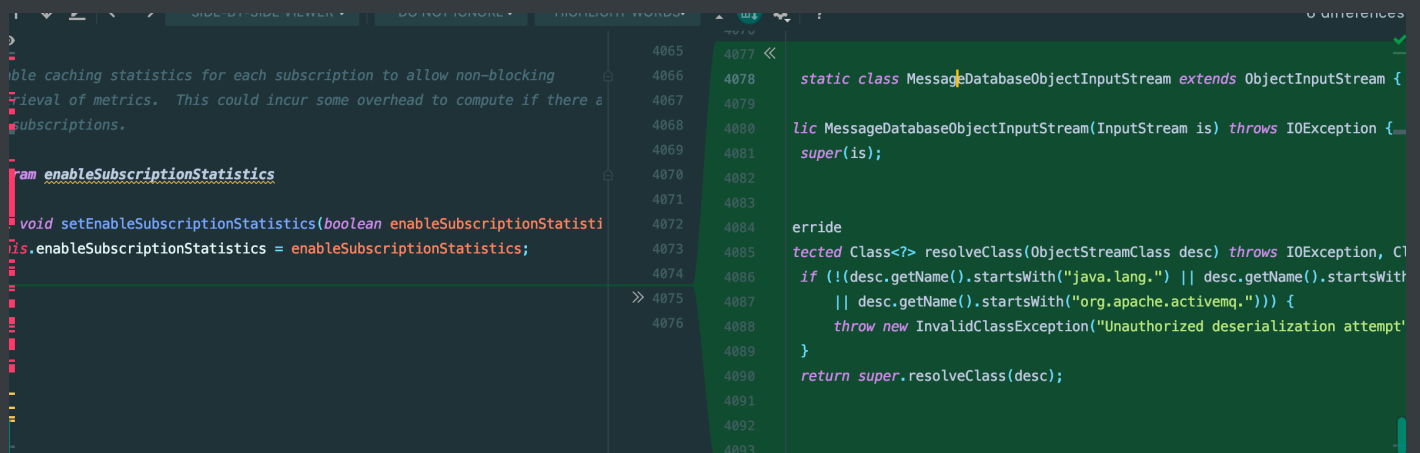 SIDE-BY-SIDE VIEWER
DO NOT IGNORE
HIGHLIGHT WORDS
?
differences
4065
4066
ble caching statistics for each subscription to allow non-blocking
4067
rieval of metrics.  This could incur some overhead to compute if there a
4068
subscriptions.
4069
4070
ram enableSubscriptionStatistics
4071
4072
void setEnableSubscriptionStatistics(boolean enableSubscriptionStatisti
4073
is.enableSubscriptionStatistics = enableSubscriptionStatistics;
4074
4075
4076
4076
4077
4078 static class MessageDatabaseObjectInputStream extends ObjectInputStream {
4079
4080 lic MessageDatabaseObjectInputStream(InputStream is) throws IOException {
4081 super(is);
4082
4083
4084 erride
4085 tected Class<?> resolveClass(ObjectStreamClass desc) throws IOException, Cl
4086 if (!(desc.getName().startsWith("java.lang.") || desc.getName().startsWith
4087 || desc.getName().startsWith("org.apache.activemq."))) {
4088 throw new InvalidClassException("Unauthorized deserialization attempt"
4089 }
4090 return super.resolveClass(desc);
4091
4092
4093